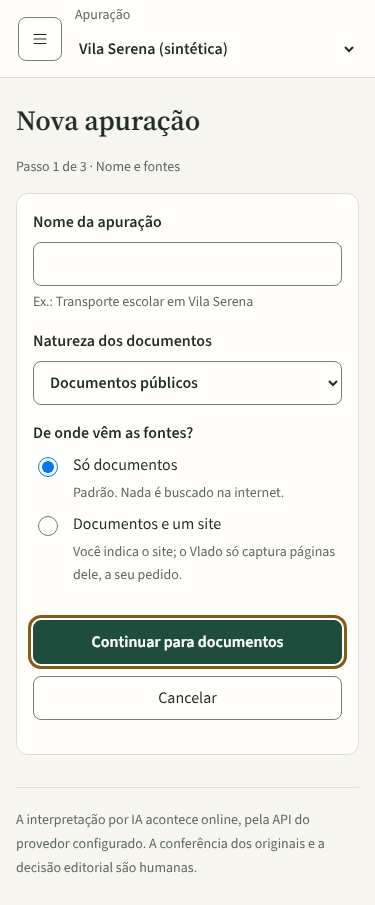 Apuração
Vila Serena (sintética)
Nova apuração
Passo 1 de 3 · Nome e fontes
Nome da apuração
Ex.: Transporte escolar em Vila Serena
Natureza dos documentos
Documentos públicos
De onde vêm as fontes?
Só documentos
Padrão. Nada é buscado na internet.
Documentos e um site
Você indica o site; o Vlado só captura páginas
dele, a seu pedido.
Continuar para documentos
Cancelar
A interpretação por IA acontece online, pela API do
provedor configurado. A conferência dos originais e a
decisão editorial são humanas.